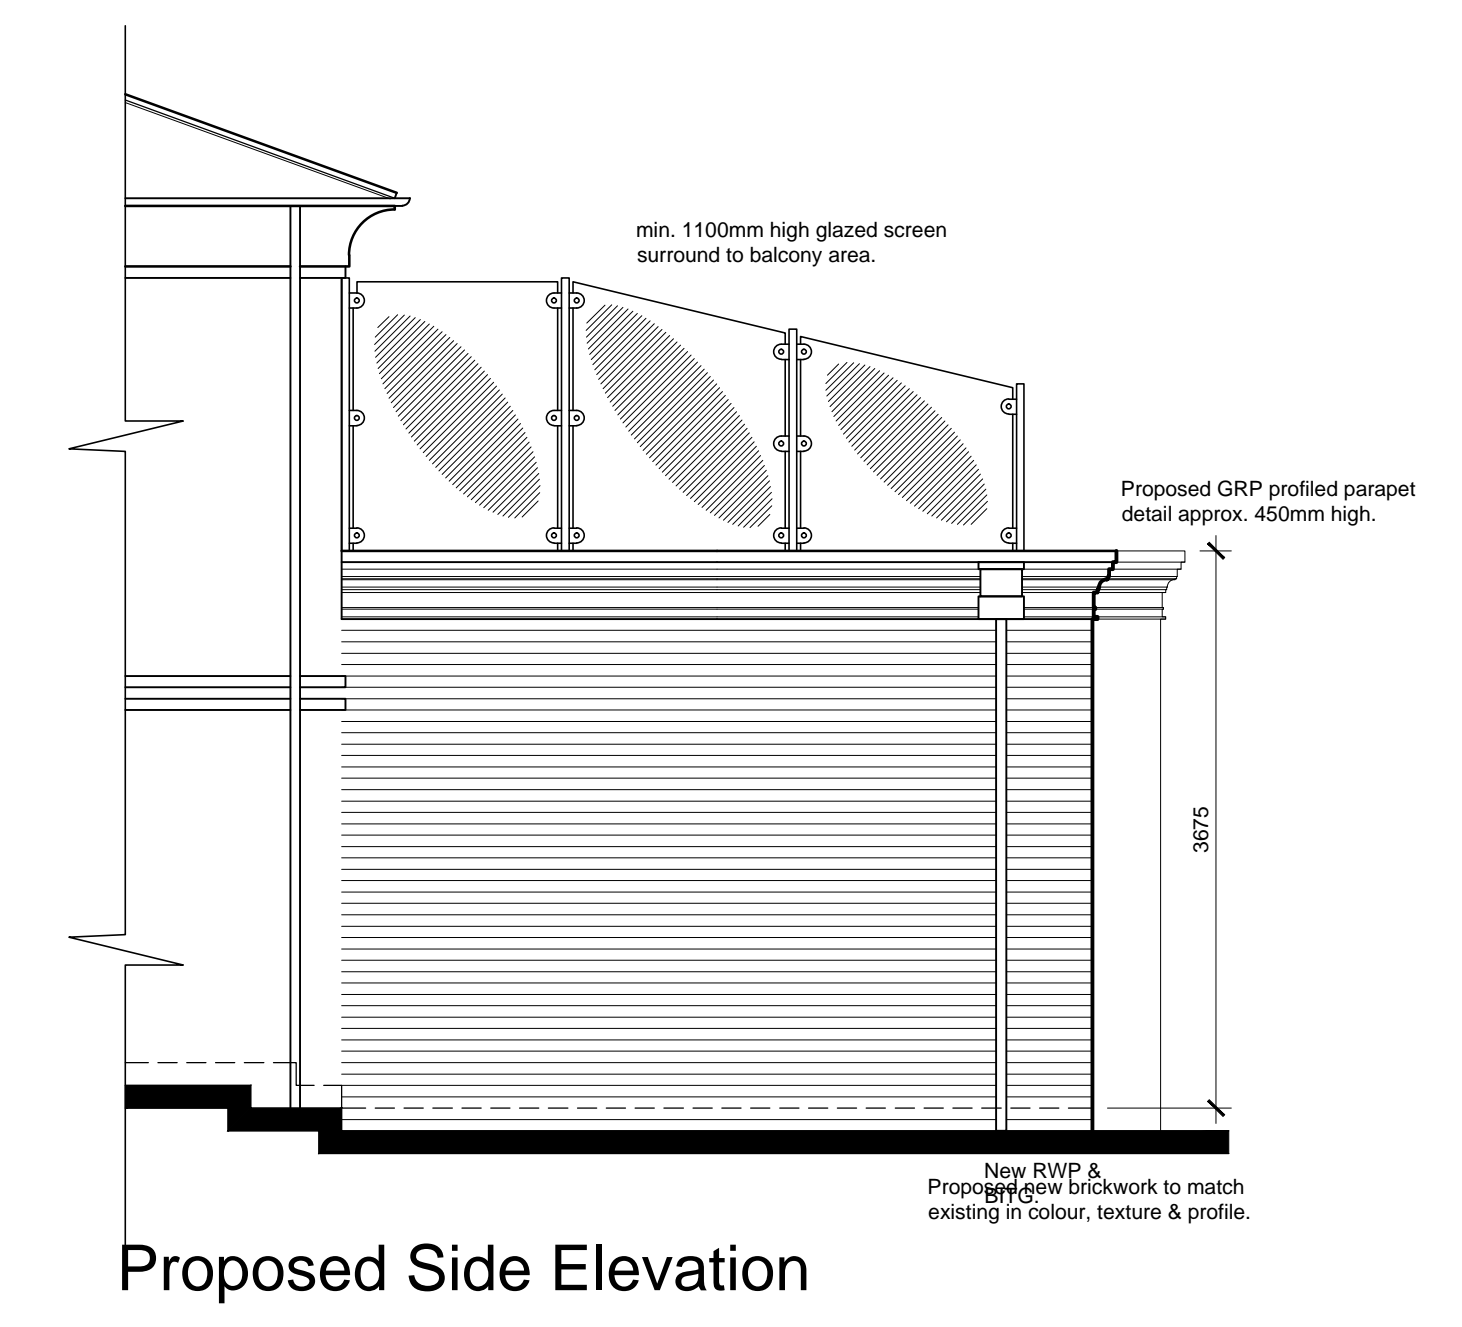 min. 1100mm high glazed screen
surround to balcony area.
Proposed GRP profiled parapet
detail approx. 450mm high.
3675
New RWP &
BITG.
Proposed new brickwork to match
existing in colour, texture & profile.
Proposed Side Elevation